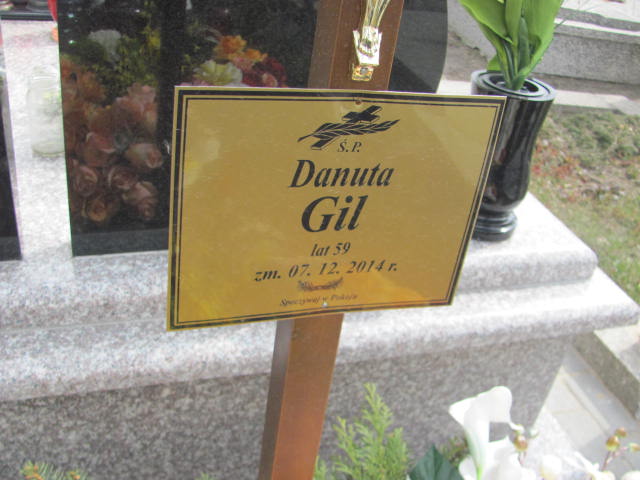 Ś.P.
Danuta
Gil
lat 59
zm. 07. 12. 2014 r.
Spoczywaj w Pokoju